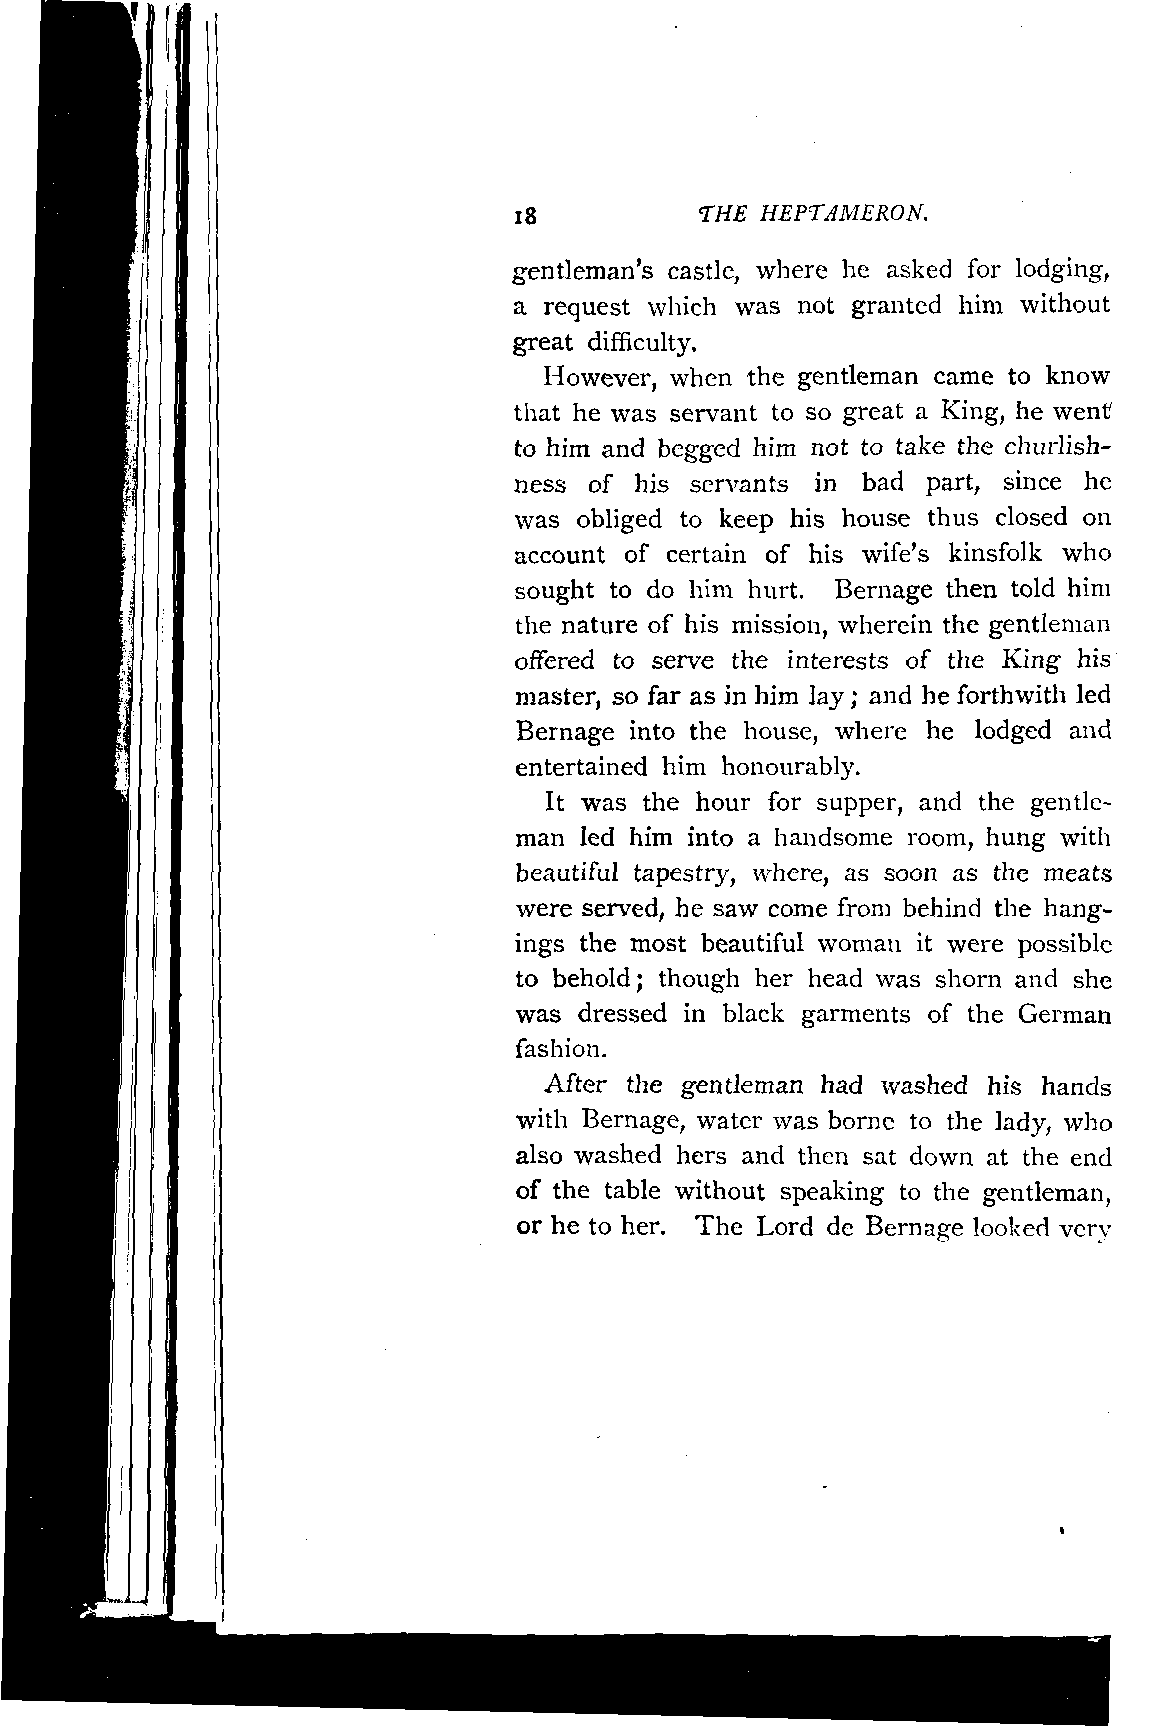 18 THE HEPTAMERON.
gentleman's castle, where he asked for lodging,
a request which was not granted him without
great difficulty.
However, when the gentleman came to know
that he was servant to so great a King, he went
to him and begged him not to take the churlish-
ness of his servants in bad part, since he
was obliged to keep his house thus closed on
account of certain of his wife's kinsfolk who
sought to do him hurt. Bernage then told him
the nature of his mission, wherein the gentleman
offered to serve the interests of the King his
master, so far as in him lay; and he forthwith led
Bernage into the house, where he lodged and
entertained him honourably.
It was the hour for supper, and the gentle-
man led him into a handsome room, hung with
beautiful tapestry, where, as soon as the meats
were served, he saw come from behind the hang-
ings the most beautiful woman it were possible
to behold; though her head was shorn and she
was dressed in black garments of the German
fashion.
After the gentleman had washed his hands
with Bernage, water was borne to the lady, who
also washed hers and then sat down at the end
of the table without speaking to the gentleman,
or he to her. The Lord de Bernage looked very